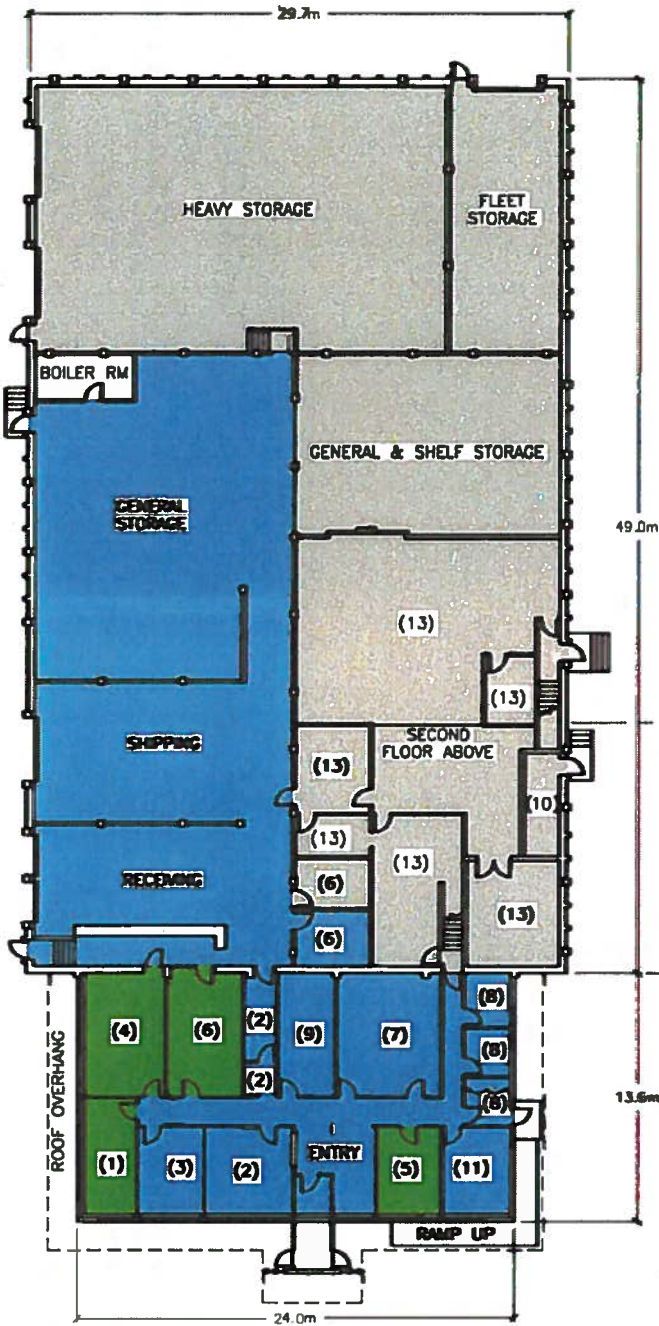 29.7m
HEAVY STORAGE
FLEET
STORAGE
BOILER RM
GENERAL & SHELF STORAGE
GENERAL
STORAGE
49.0m
(13)
(13)
SECOND
FLOOR ABOVE
SHIPPING
(13)
(10)
(13)
(13)
RECEIVING
(6)
(13)
(6)
(8)
(4)
(6)
(2)
(9)
(7)
(8)
(2)
13.6m
(8)
ROOF OVERHANG
(1)
(3)
(2)
ENTRY
(5)
(11)
RAMP UP
24.0m